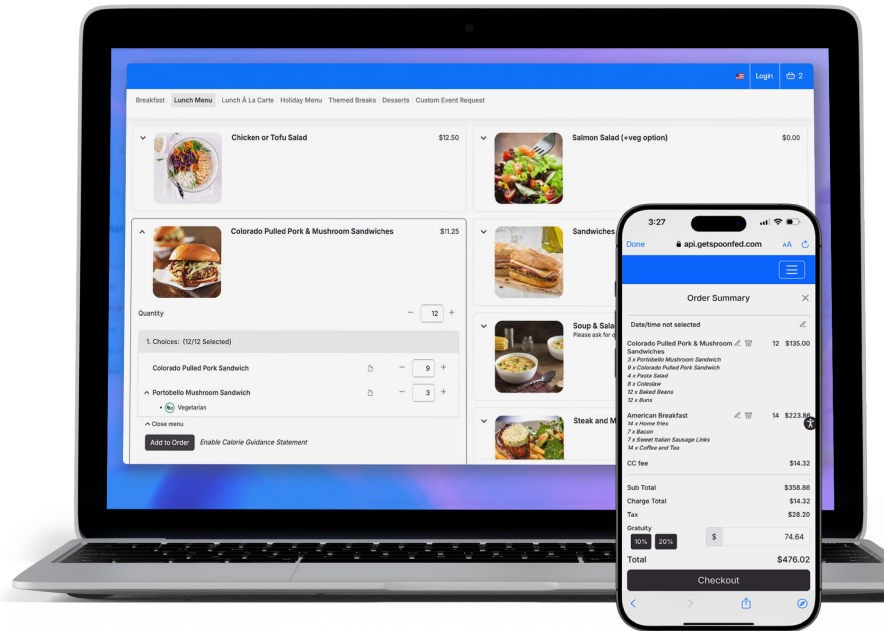 Login
2
Breakfast Lunch Menu Lunch À La Carte Holiday Menu Themed Breaks Desserts Custom Event Request
Chicken or Tofu Salad $12.50
Salmon Salad (+veg option) $0.00
Colorado Pulled Pork & Mushroom Sandwiches $11.25
Sandwiches
Quantity
− 12 +
1. Choices: (12/12 Selected)
Colorado Pulled Pork Sandwich − 9 +
Portobello Mushroom Sandwich − 3 +
• Vegetarian
Close menu
Add to Order Enable Calorie Guidance Statement
Soup & Sala
Please ask for
Steak and M
3:27
Done api.getspoonfed.com AA
Order Summary
Date/time not selected
Colorado Pulled Pork & Mushroom 12 $135.00
Sandwiches
3 x Portobello Mushroom Sandwich
9 x Colorado Pulled Pork Sandwich
4 x Pasta Salad
8 x Coleslaw
12 x Baked Beans
12 x Buns
American Breakfast 14 $223.86
14 x Home fries
7 x Bacon
7 x Sweet Italian Sausage Links
14 x Coffee and Tea
CC fee $14.32
Sub Total $358.86
Charge Total $14.32
Tax $28.20
Gratuity
10% 20% $ 74.64
Total $476.02
Checkout